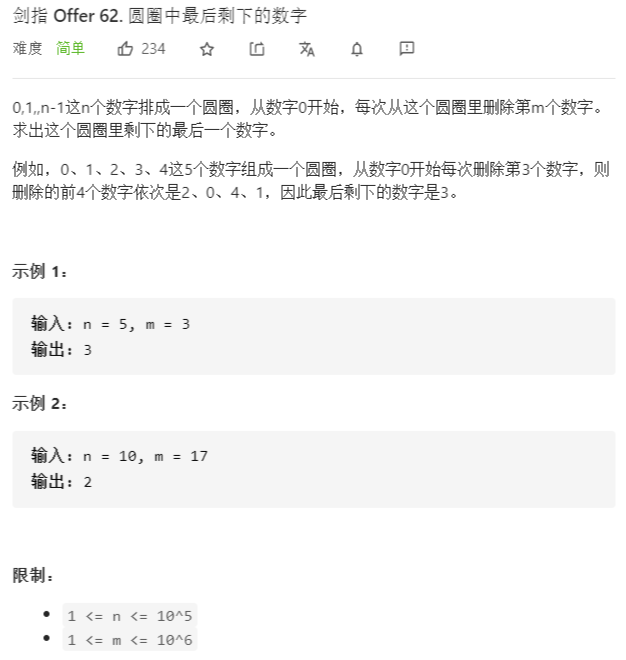 剑指 Offer 62. 圆圈中最后剩下的数字
难度 简单 234
0,1,,n-1这n个数字排成一个圆圈，从数字0开始，每次从这个圆圈里删除第m个数字。
求出这个圆圈里剩下的最后一个数字。
例如，0、1、2、3、4这5个数字组成一个圆圈，从数字0开始每次删除第3个数字，则
删除的前4个数字依次是2、0、4、1，因此最后剩下的数字是3。
示例 1：
输入：n = 5, m = 3
输出：3
示例 2：
输入：n = 10, m = 17
输出：2
限制：
• 1 <= n <= 10^5
• 1 <= m <= 10^6